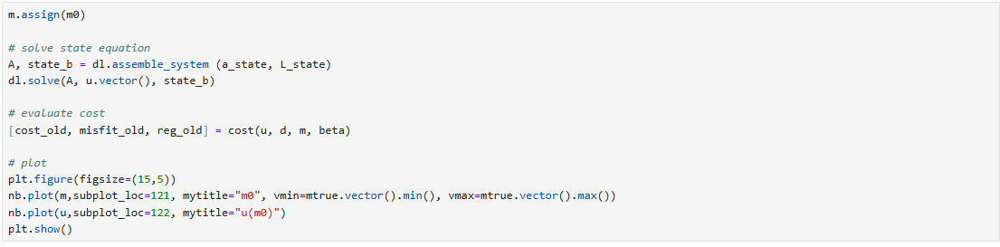 m.assign(m0)
# solve state equation
A, state_b = dl.assemble_system (a_state, L_state)
dl.solve(A, u.vector(), state_b)
# evaluate cost
[cost_old, misfit_old, reg_old] = cost(u, d, m, beta)
# plot
plt.figure(figsize=(15,5))
nb.plot(m,subplot_loc=121, mytitle="m0", vmin=mtrue.vector().min(), vmax=mtrue.vector().max())
nb.plot(u,subplot_loc=122, mytitle="u(m0)")
plt.show()